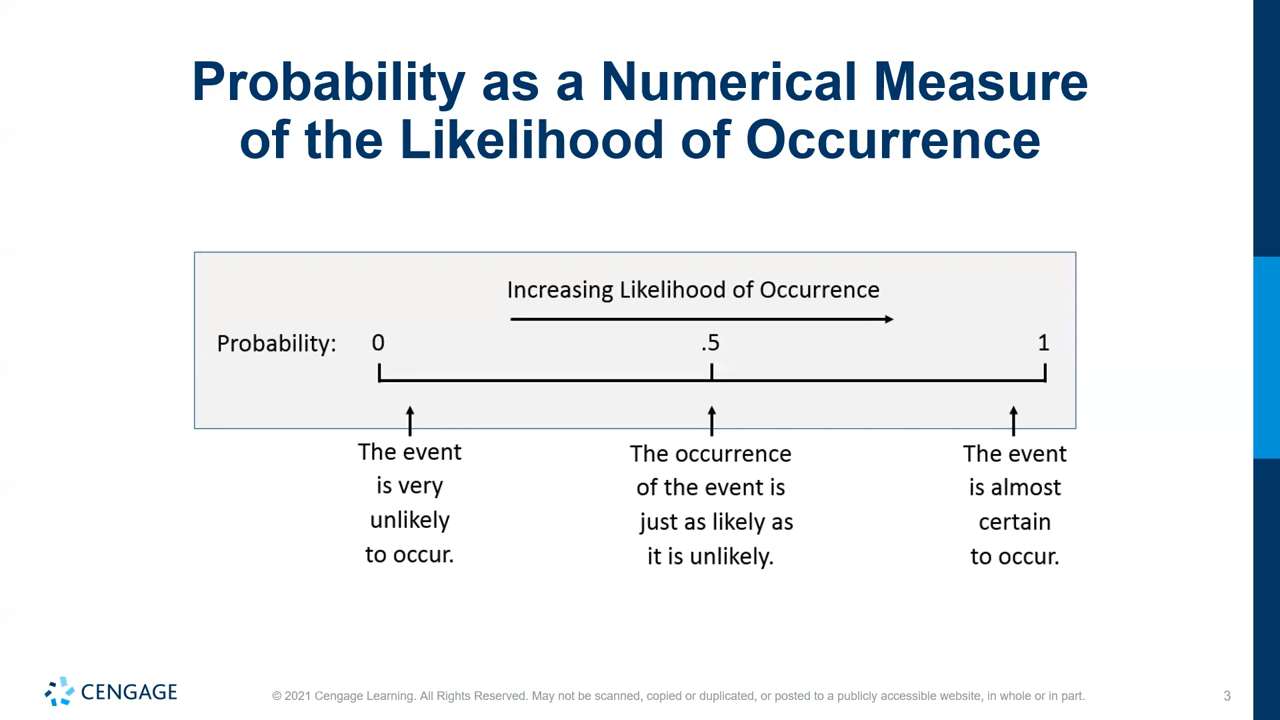 Probability as a Numerical Measure
of the Likelihood of Occurrence
Increasing Likelihood of Occurrence
Probability: 0 .5 1
The event
is very
unlikely
to occur.
The occurrence
of the event is
just as likely as
it is unlikely.
The event
is almost
certain
to occur.
CENGAGE
© 2021 Cengage Learning. All Rights Reserved. May not be scanned, copied or duplicated, or posted to a publicly accessible website, in whole or in part.
3